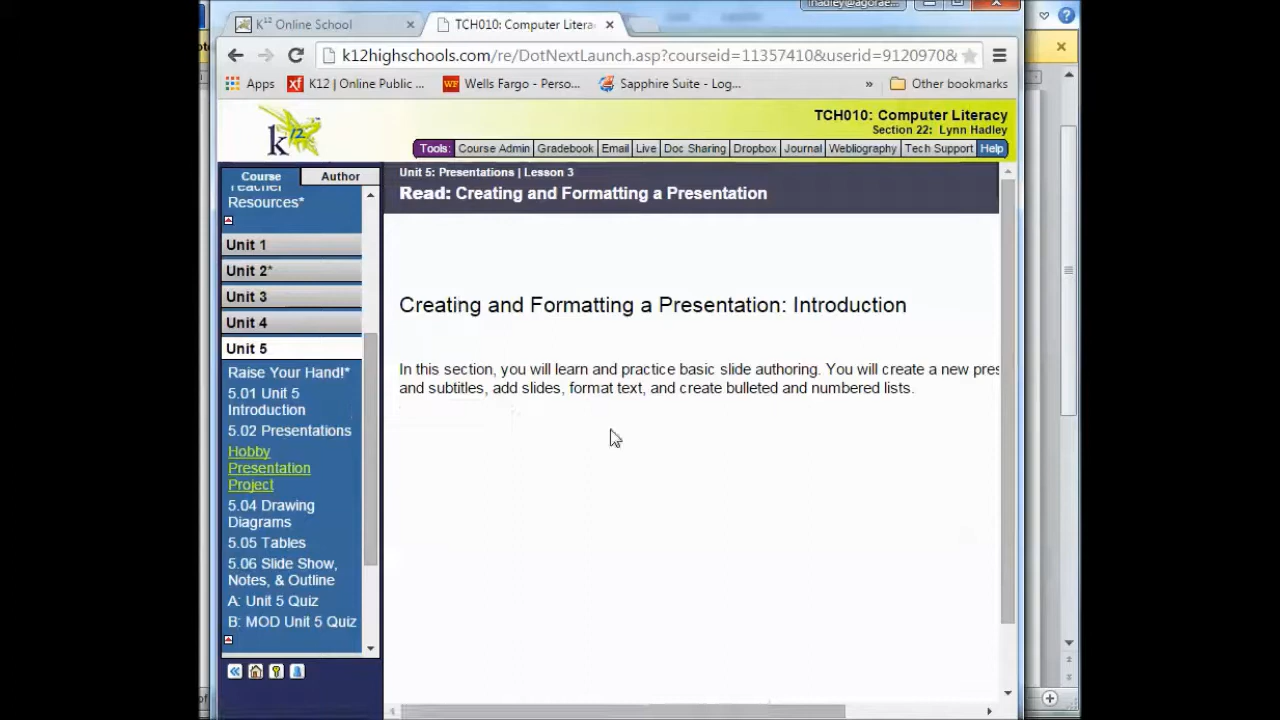 lhadley@agorae...
K¹² Online School
TCH010: Computer Litera
k12highschools.com/re/DotNextLaunch.asp?courseid=11357410&userid=9120970&
Apps
K12 | Online Public ...
Wells Fargo - Perso...
Sapphire Suite - Log...
»
Other bookmarks
k12
TCH010: Computer Literacy
Section 22: Lynn Hadley
Tools: Course Admin Gradebook Email Live Doc Sharing Dropbox Journal Webliography Tech Support Help
Course Author
Teacher
Resources*
Unit 1
Unit 2*
Unit 3
Unit 4
Unit 5
Raise Your Hand!*
5.01 Unit 5
Introduction
5.02 Presentations
Hobby
Presentation
Project
5.04 Drawing
Diagrams
5.05 Tables
5.06 Slide Show,
Notes, & Outline
A: Unit 5 Quiz
B: MOD Unit 5 Quiz
Unit 5: Presentations | Lesson 3
Read: Creating and Formatting a Presentation
Creating and Formatting a Presentation: Introduction
In this section, you will learn and practice basic slide authoring. You will create a new pres
and subtitles, add slides, format text, and create bulleted and numbered lists.